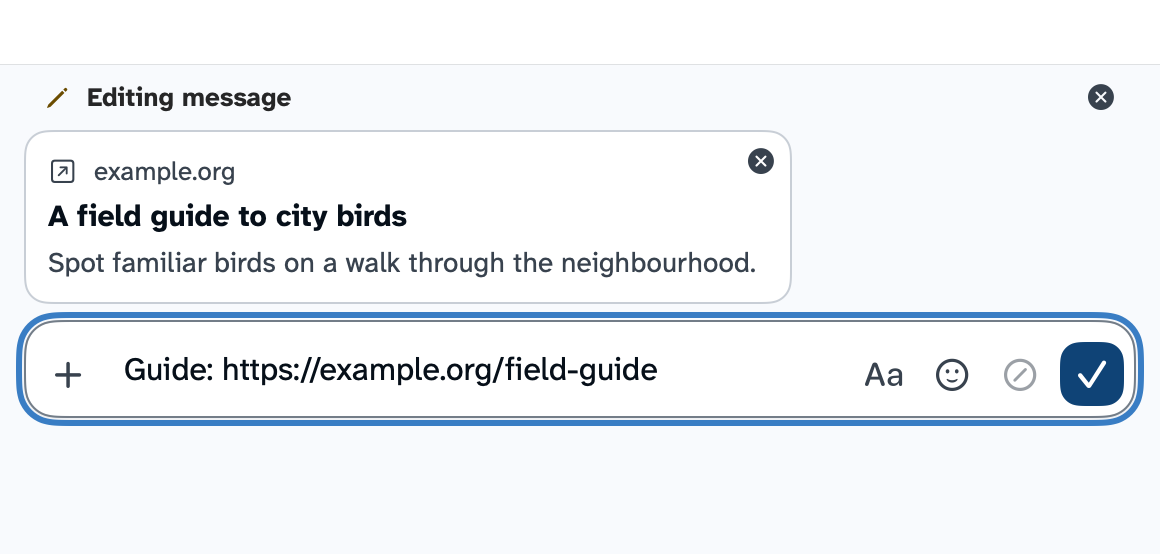 Editing message
example.org
A field guide to city birds
Spot familiar birds on a walk through the neighbourhood.
Guide: https://example.org/field-guide
Aa